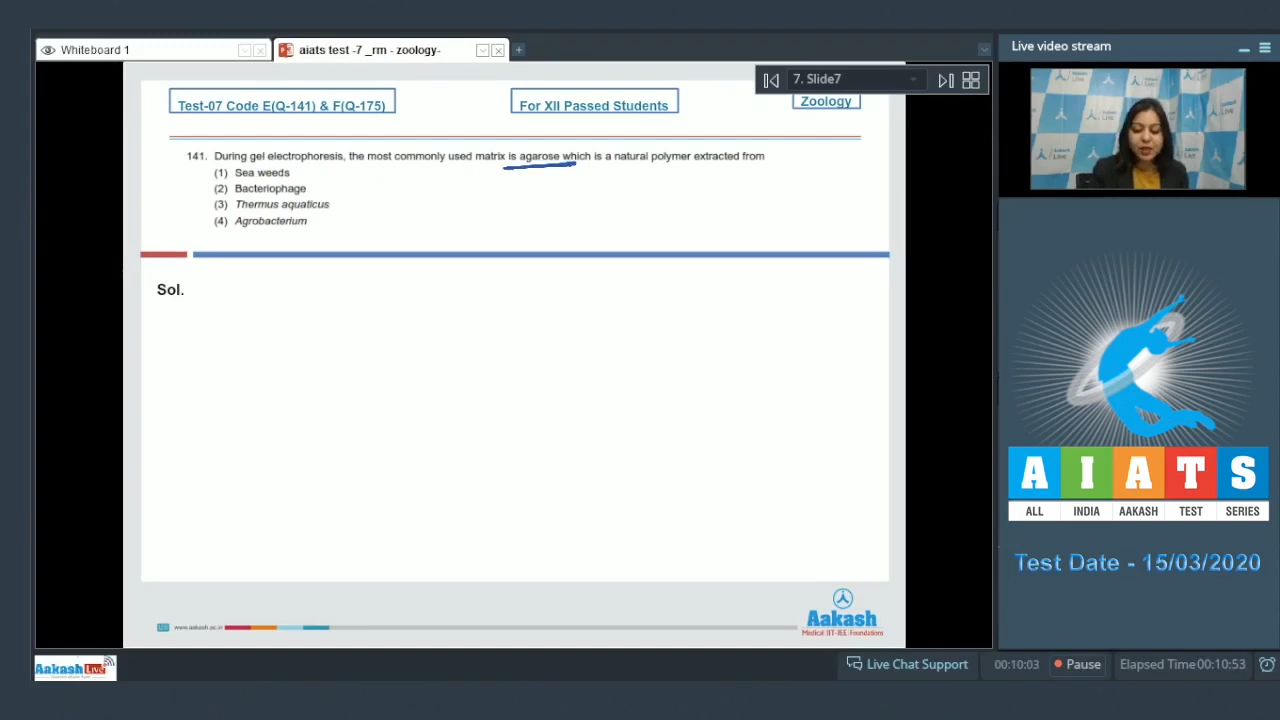 Whiteboard 1
aiats test -7 _rm - zoology-
Live video stream
7. Slide7
Test-07 Code E(Q-141) & F(Q-175)
For XII Passed Students
Zoology
141. During gel electrophoresis, the most commonly used matrix is agarose which is a natural polymer extracted from
(1) Sea weeds
(2) Bacteriophage
(3) Thermus aquaticus
(4) Agrobacterium
Sol.
A I A T S
ALL INDIA AAKASH TEST SERIES
Test Date - 15/03/2020
www.aakash.ac.in
Aakash
Medical | IIT-JEE | Foundations
Aakash Live
Live Chat Support
00:10:03
Pause
Elapsed Time 00:10:53